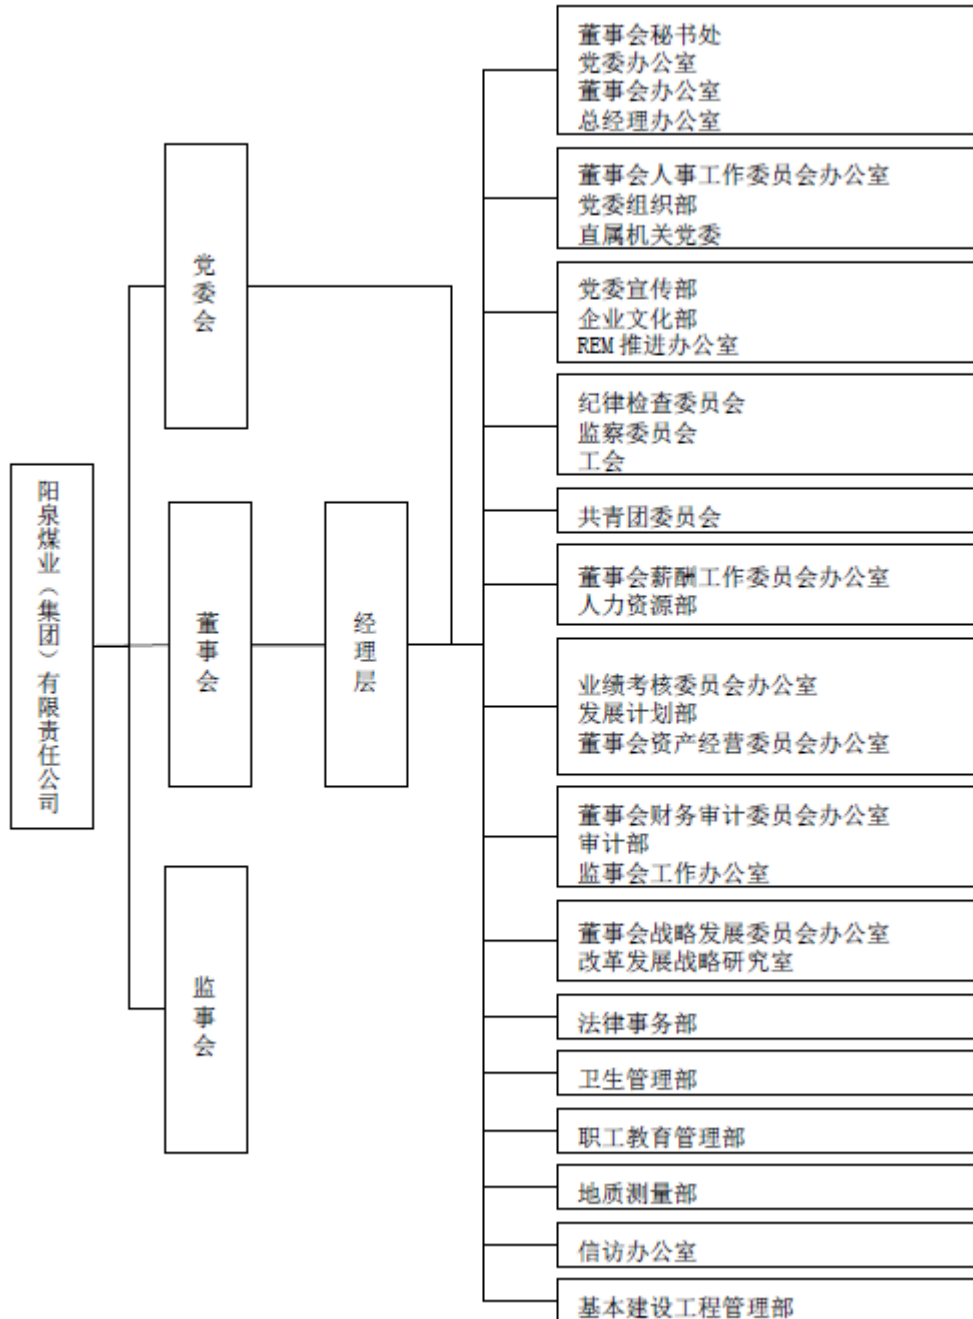 阳泉煤业（集团）有限责任公司
党委会
董事会
监事会
经理层
董事会秘书处
党委办公室
董事会办公室
总经理办公室
董事会人事工作委员会办公室
党委组织部
直属机关党委
党委宣传部
企业文化部
REM 推进办公室
纪律检查委员会
监察委员会
工会
共青团委员会
董事会薪酬工作委员会办公室
人力资源部
业绩考核委员会办公室
发展计划部
董事会资产经营委员会办公室
董事会财务审计委员会办公室
审计部
监事会工作办公室
董事会战略发展委员会办公室
改革发展战略研究室
法律事务部
卫生管理部
职工教育管理部
地质测量部
信访办公室
基本建设工程管理部